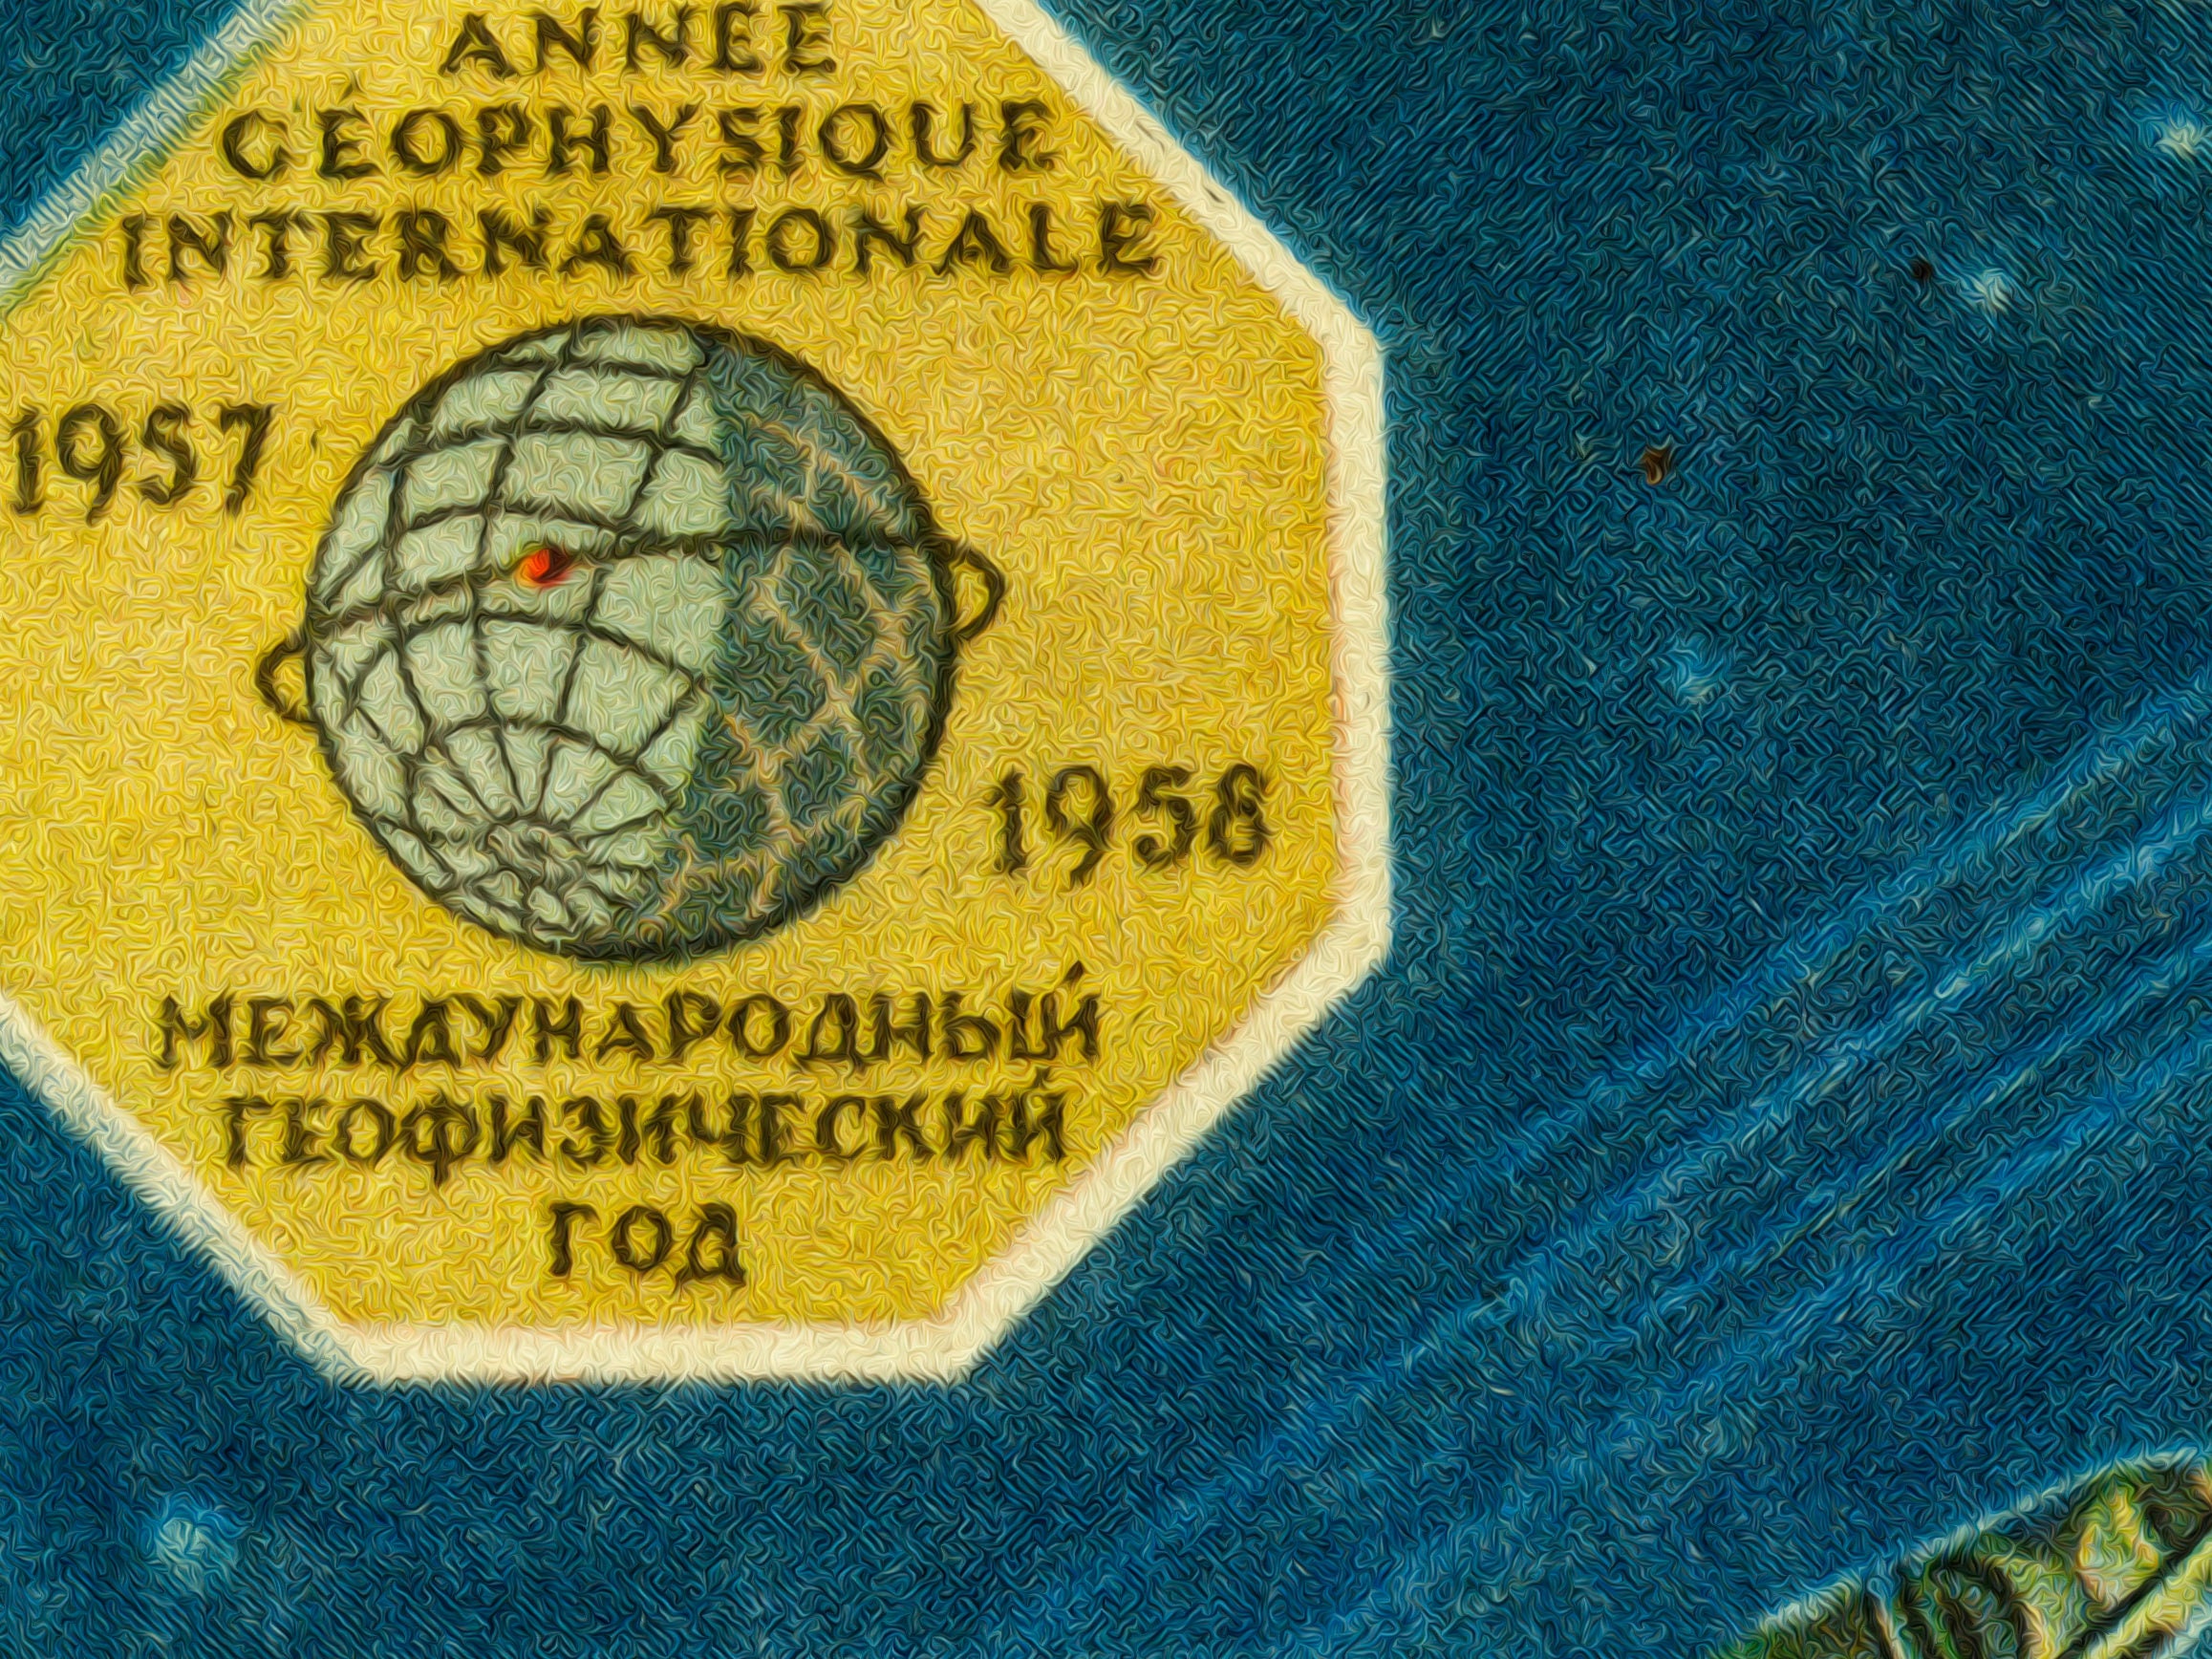 ANNÉE
GÉOPHYSIQUE
INTERNATIONALE
1957
1958
МЕЖДУНАРОДНЫЙ
ГЕОФИЗИЧЕСКИЙ
ГОД